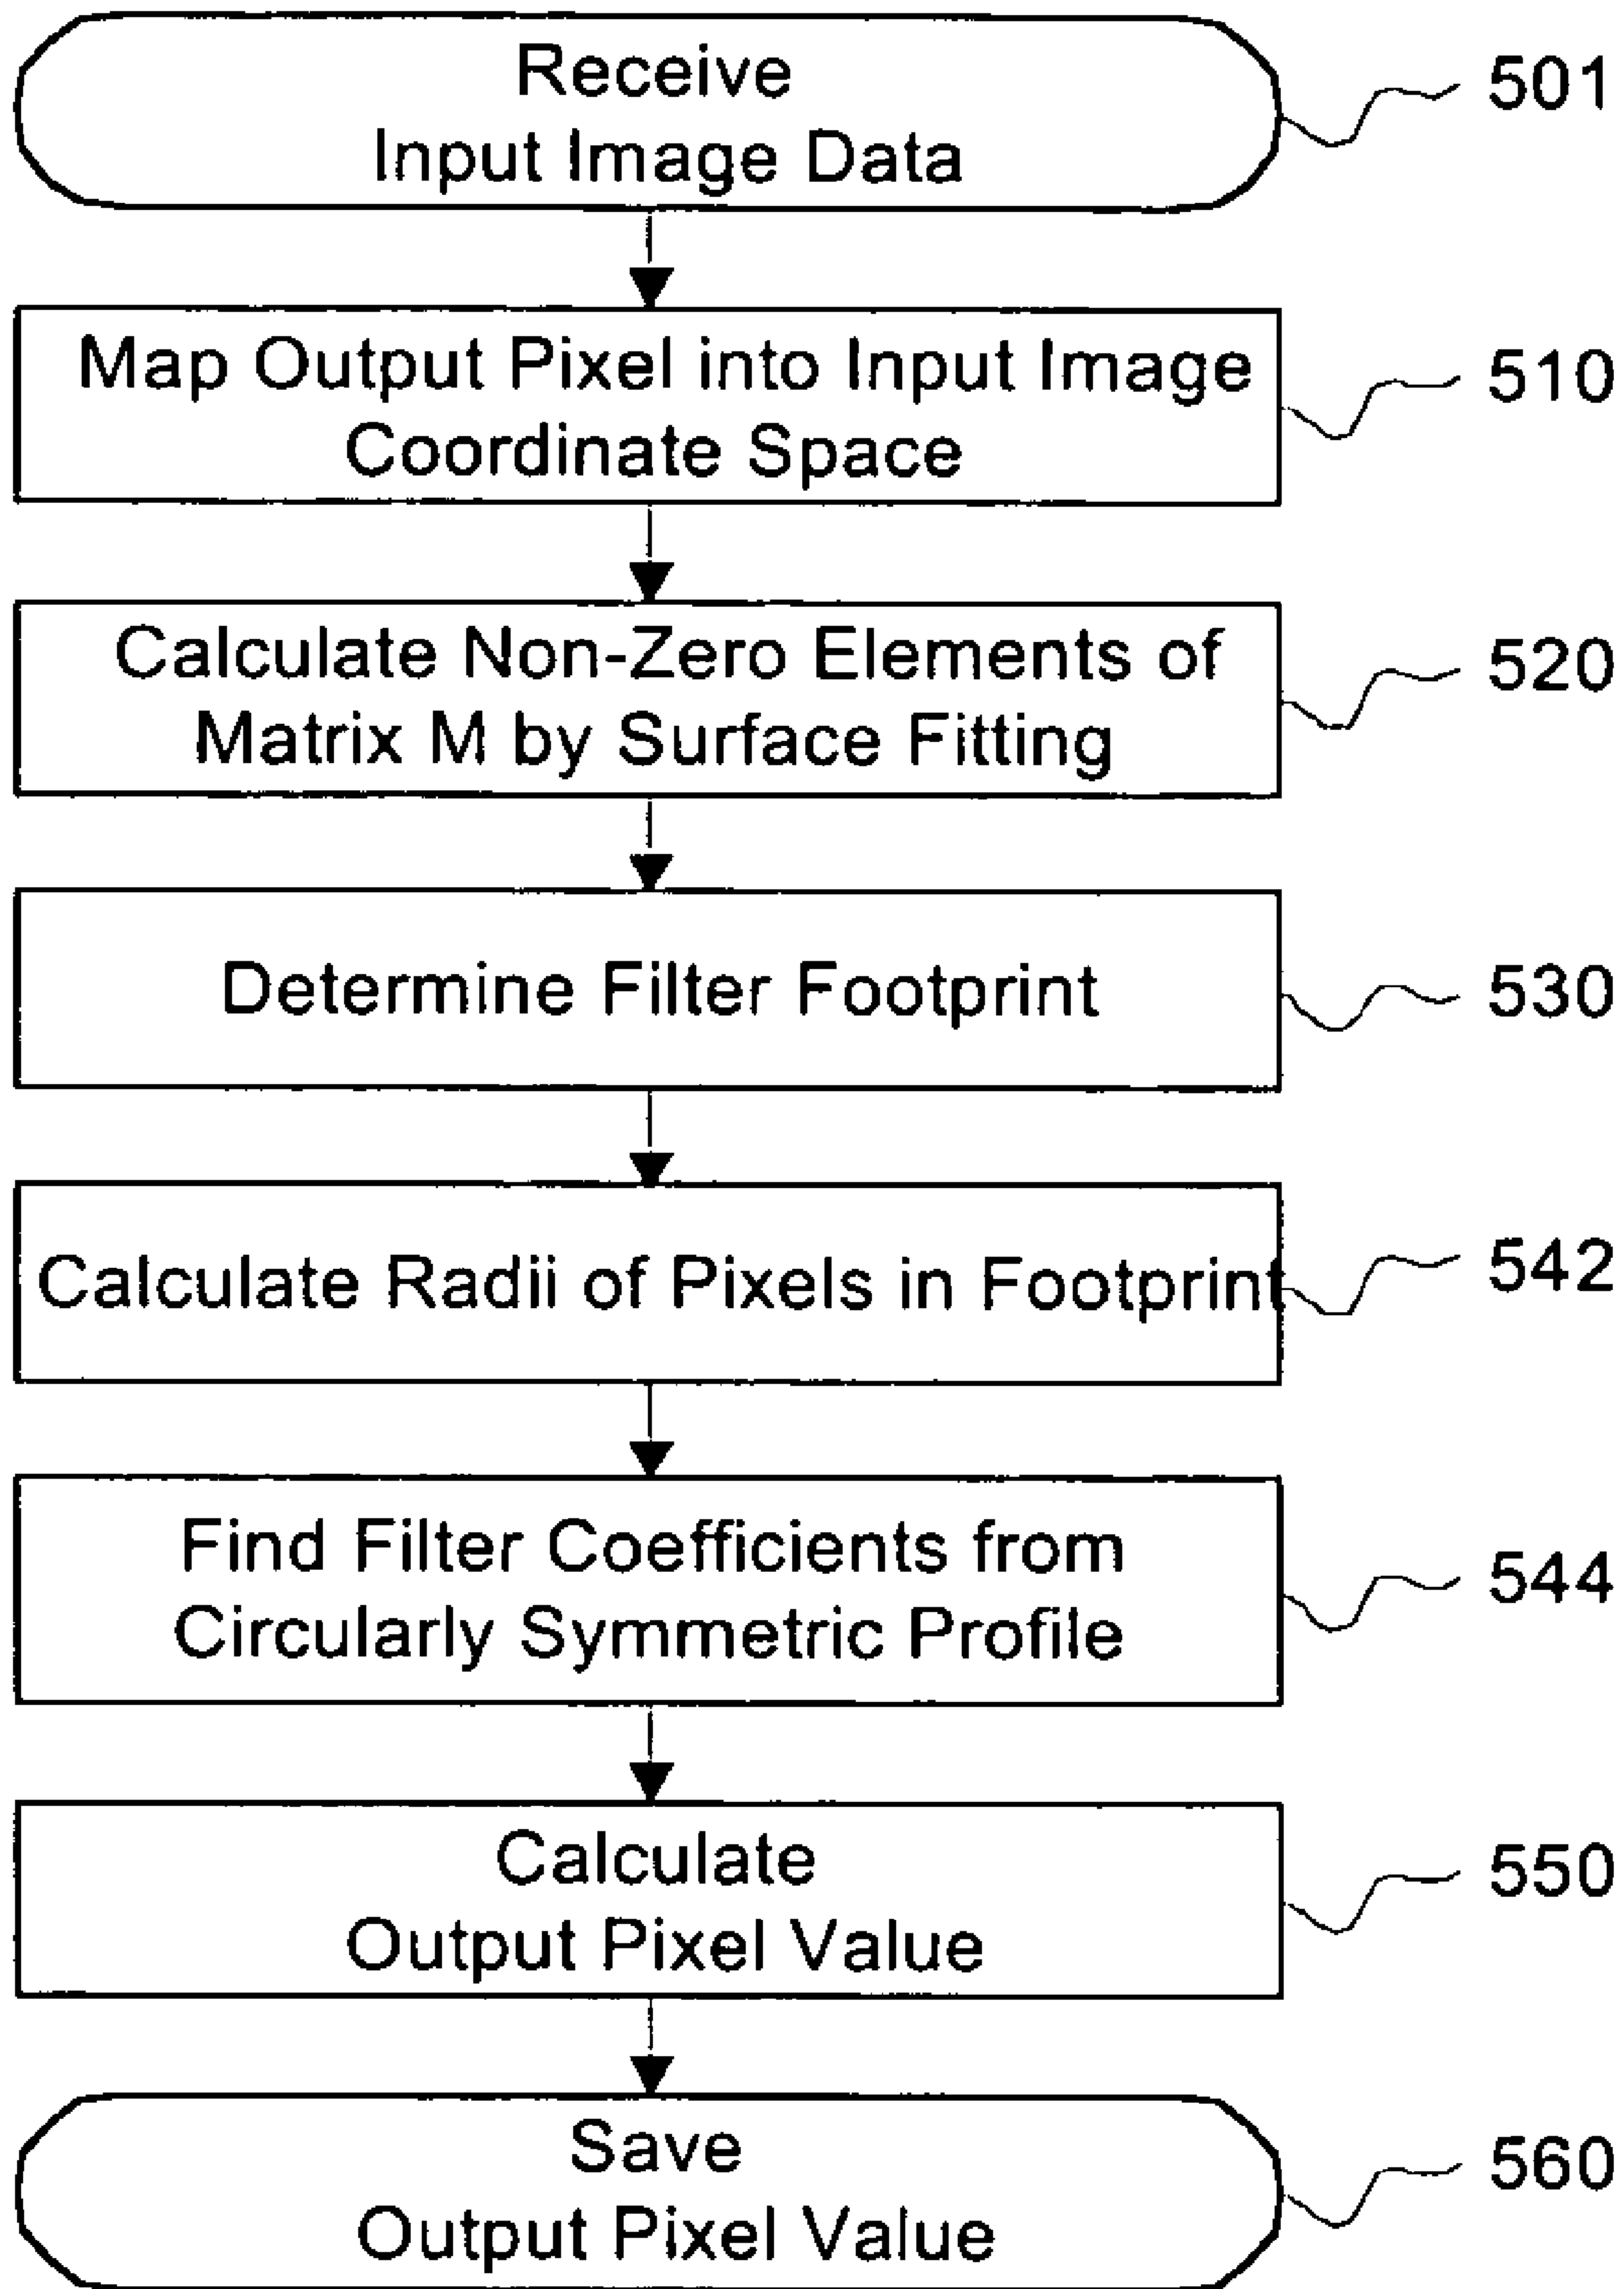 Receive
Input Image Data
501
Map Output Pixel into Input Image
Coordinate Space
510
Calculate Non-Zero Elements of
Matrix M by Surface Fitting
520
Determine Filter Footprint
530
Calculate Radii of Pixels in Footprint
542
Find Filter Coefficients from
Circularly Symmetric Profile
544
Calculate
Output Pixel Value
550
Save
Output Pixel Value
560